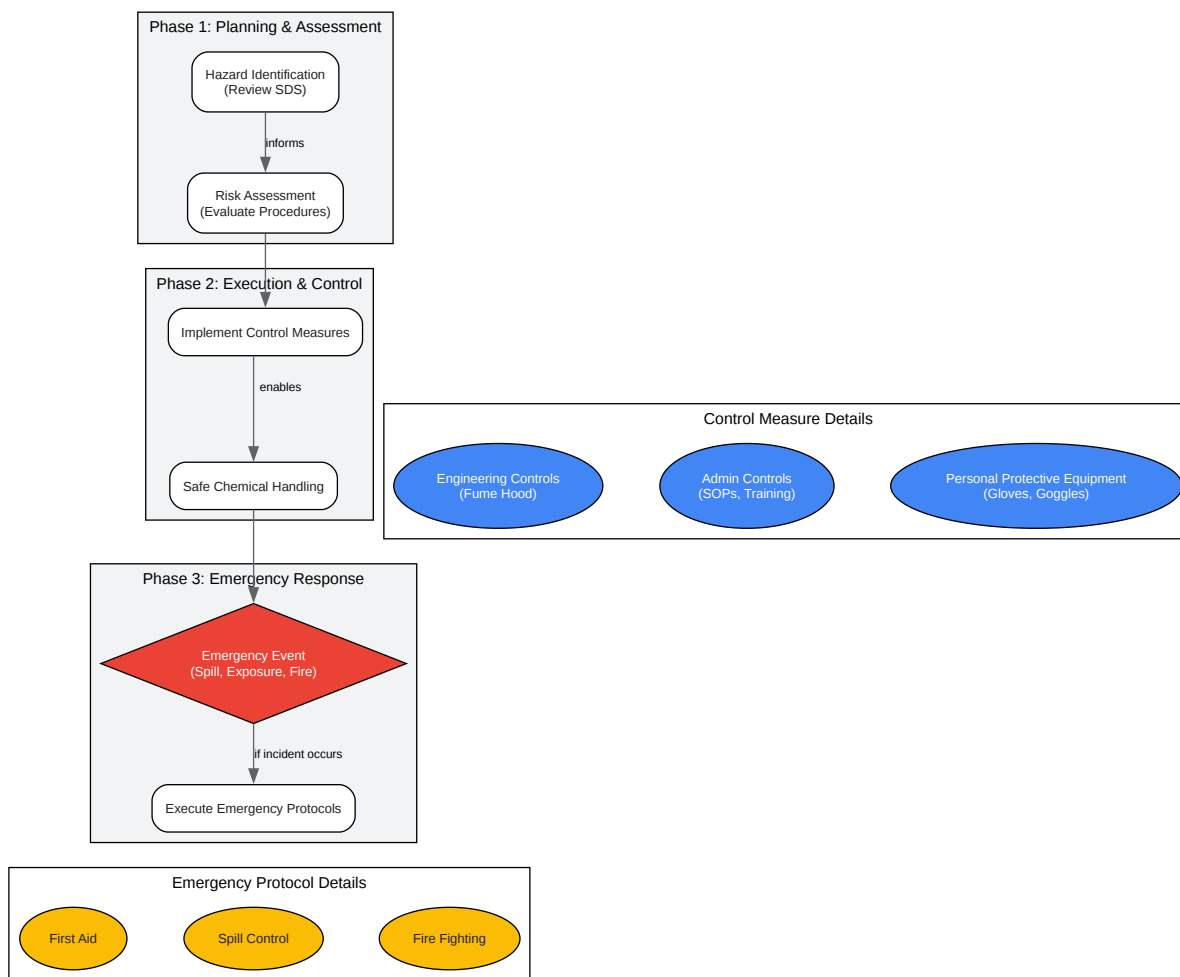 Phase 1: Planning & Assessment
Hazard Identification
(Review SDS)
informs
Risk Assessment
(Evaluate Procedures)
Phase 2: Execution & Control
Implement Control Measures
enables
Safe Chemical Handling
Control Measure Details
Engineering Controls
(Fume Hood)
Admin Controls
(SOPs, Training)
Personal Protective Equipment
(Gloves, Goggles)
Phase 3: Emergency Response
Emergency Event
(Spill, Exposure, Fire)
if incident occurs
Execute Emergency Protocols
Emergency Protocol Details
First Aid
Spill Control
Fire Fighting